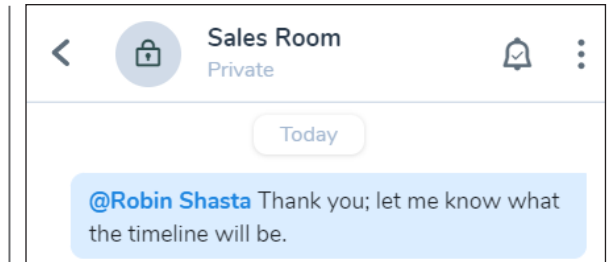 Sales Room
Private
Today
@Robin Shasta Thank you; let me know what
the timeline will be.